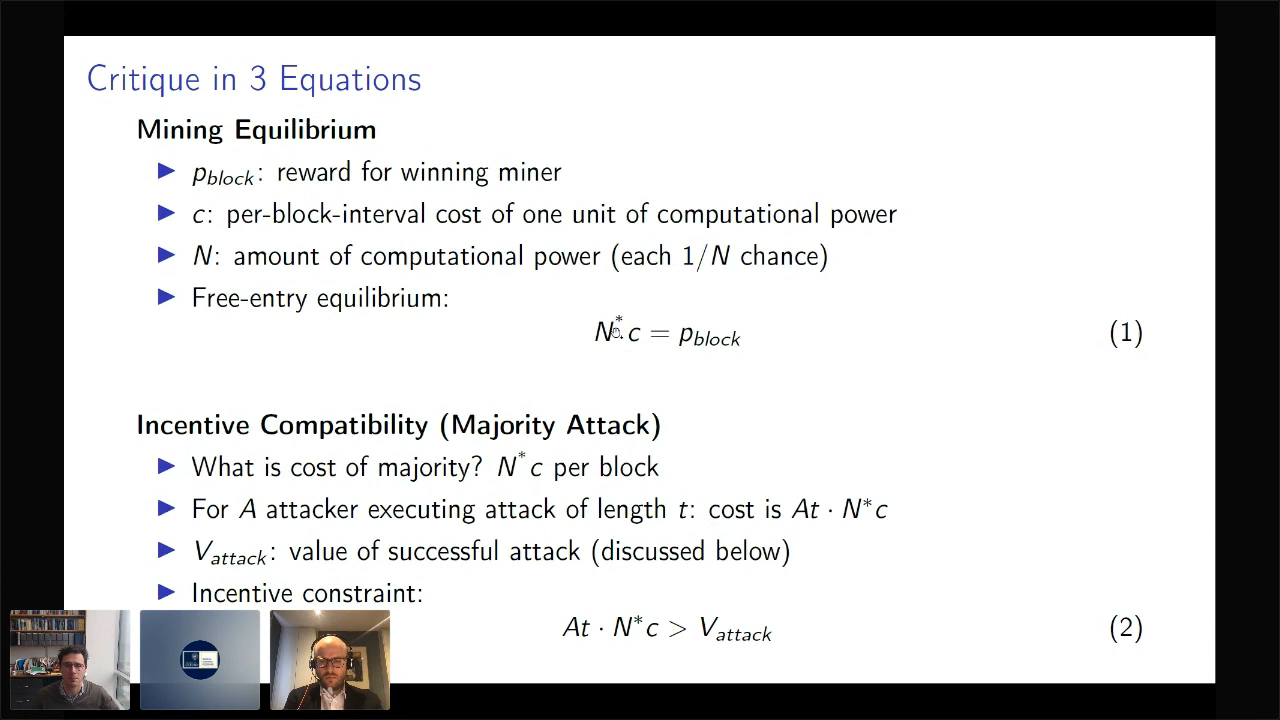 Critique in 3 Equations
Mining Equilibrium
▶ p_block: reward for winning miner
▶ c: per-block-interval cost of one unit of computational power
▶ N: amount of computational power (each 1/N chance)
▶ Free-entry equilibrium:
N*c = p_block (1)
Incentive Compatibility (Majority Attack)
▶ What is cost of majority? N*c per block
▶ For A attacker executing attack of length t: cost is At · N*c
▶ V_attack: value of successful attack (discussed below)
▶ Incentive constraint:
At · N*c > V_attack (2)